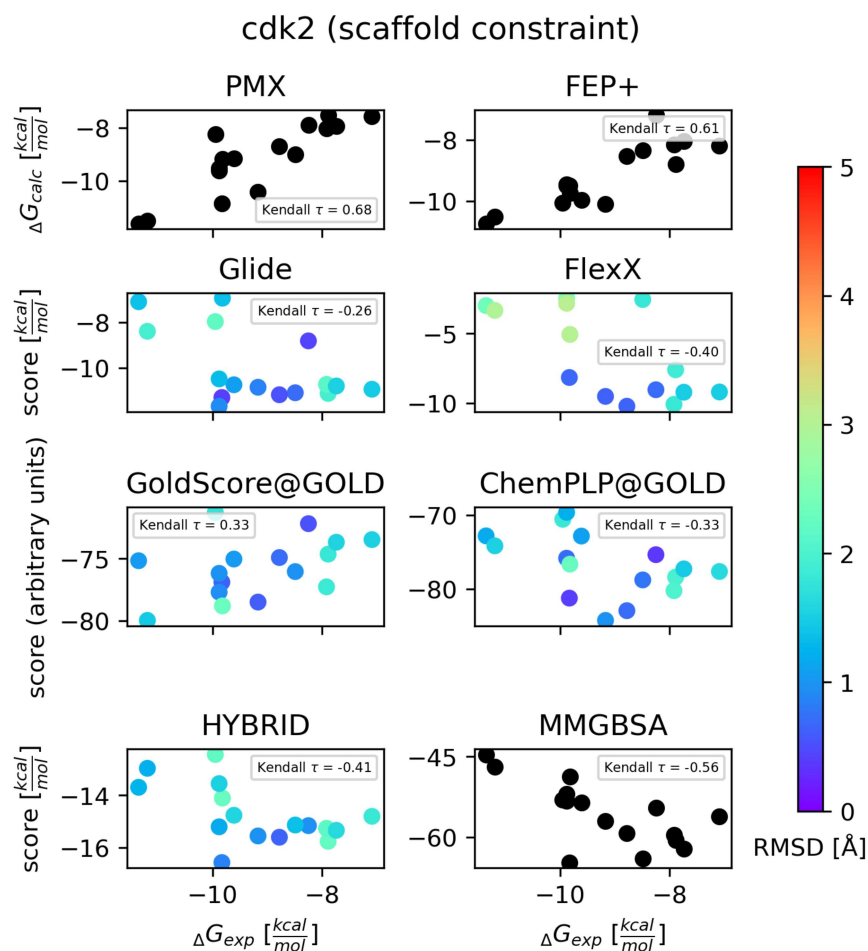 cdk2 (scaffold constraint)
PMX
FEP+
ΔG_calc [kcal/mol]
−8
−10
Kendall τ = 0.68
−8
−10
Kendall τ = 0.61
Glide
FlexX
score [kcal/mol]
−8
−10
Kendall τ = -0.26
−5
−10
Kendall τ = -0.40
score (arbitrary units)
GoldScore@GOLD
ChemPLP@GOLD
−75
−80
Kendall τ = 0.33
−70
−80
Kendall τ = -0.33
HYBRID
MMGBSA
score [kcal/mol]
−14
−16
Kendall τ = -0.41
−45
−60
Kendall τ = -0.56
−10
−8
−10
−8
ΔG_exp [kcal/mol]
ΔG_exp [kcal/mol]
5
4
3
2
1
0
RMSD [Å]